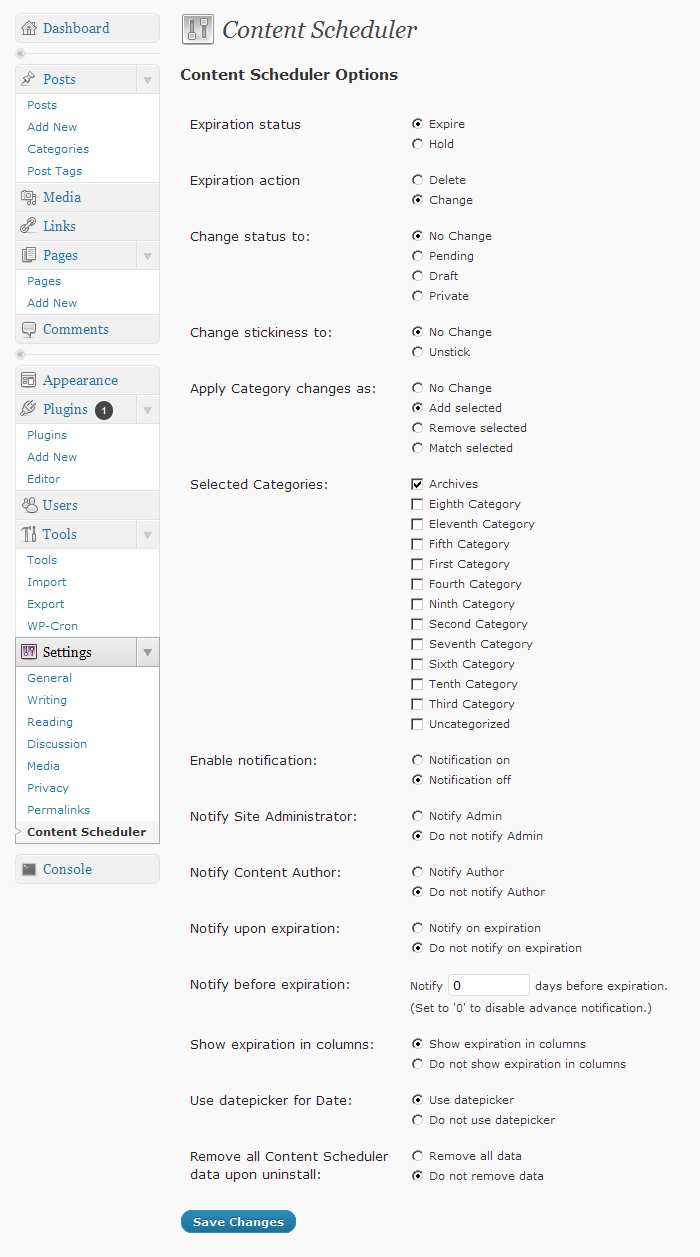 Dashboard
Posts
Posts
Add New
Categories
Post Tags
Media
Links
Pages
Pages
Add New
Comments
Appearance
Plugins 1
Plugins
Add New
Editor
Users
Tools
Tools
Import
Export
WP-Cron
Settings
General
Writing
Reading
Discussion
Media
Privacy
Permalinks
Content Scheduler
Console
Content Scheduler
Content Scheduler Options
Expiration status
Expire
Hold
Expiration action
Delete
Change
Change status to:
No Change
Pending
Draft
Private
Change stickiness to:
No Change
Unstick
Apply Category changes as:
No Change
Add selected
Remove selected
Match selected
Selected Categories:
Archives
Eighth Category
Eleventh Category
Fifth Category
First Category
Fourth Category
Ninth Category
Second Category
Seventh Category
Sixth Category
Tenth Category
Third Category
Uncategorized
Enable notification:
Notification on
Notification off
Notify Site Administrator:
Notify Admin
Do not notify Admin
Notify Content Author:
Notify Author
Do not notify Author
Notify upon expiration:
Notify on expiration
Do not notify on expiration
Notify before expiration:
Notify 0 days before expiration.
(Set to '0' to disable advance notification.)
Show expiration in columns:
Show expiration in columns
Do not show expiration in columns
Use datepicker for Date:
Use datepicker
Do not use datepicker
Remove all Content Scheduler
data upon uninstall:
Remove all data
Do not remove data
Save Changes